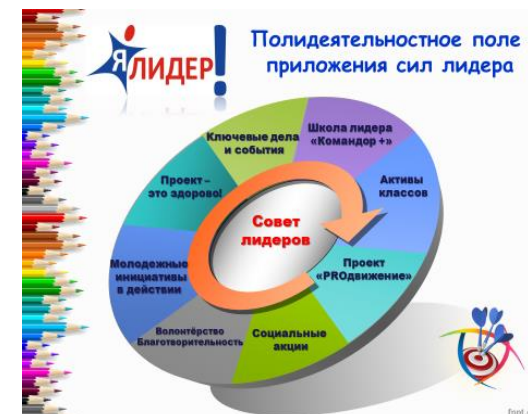 Я ЛИДЕР!
Полидеятельностное поле
приложения сил лидера
Ключевые дела
и события
Школа лидера
«Командор +»
Активы
классов
Проект
«PROдвижение»
Социальные
акции
Волонтёрство
Благотворительность
Молодежные
инициативы
в действии
Проект –
это здорово!
Совет
лидеров